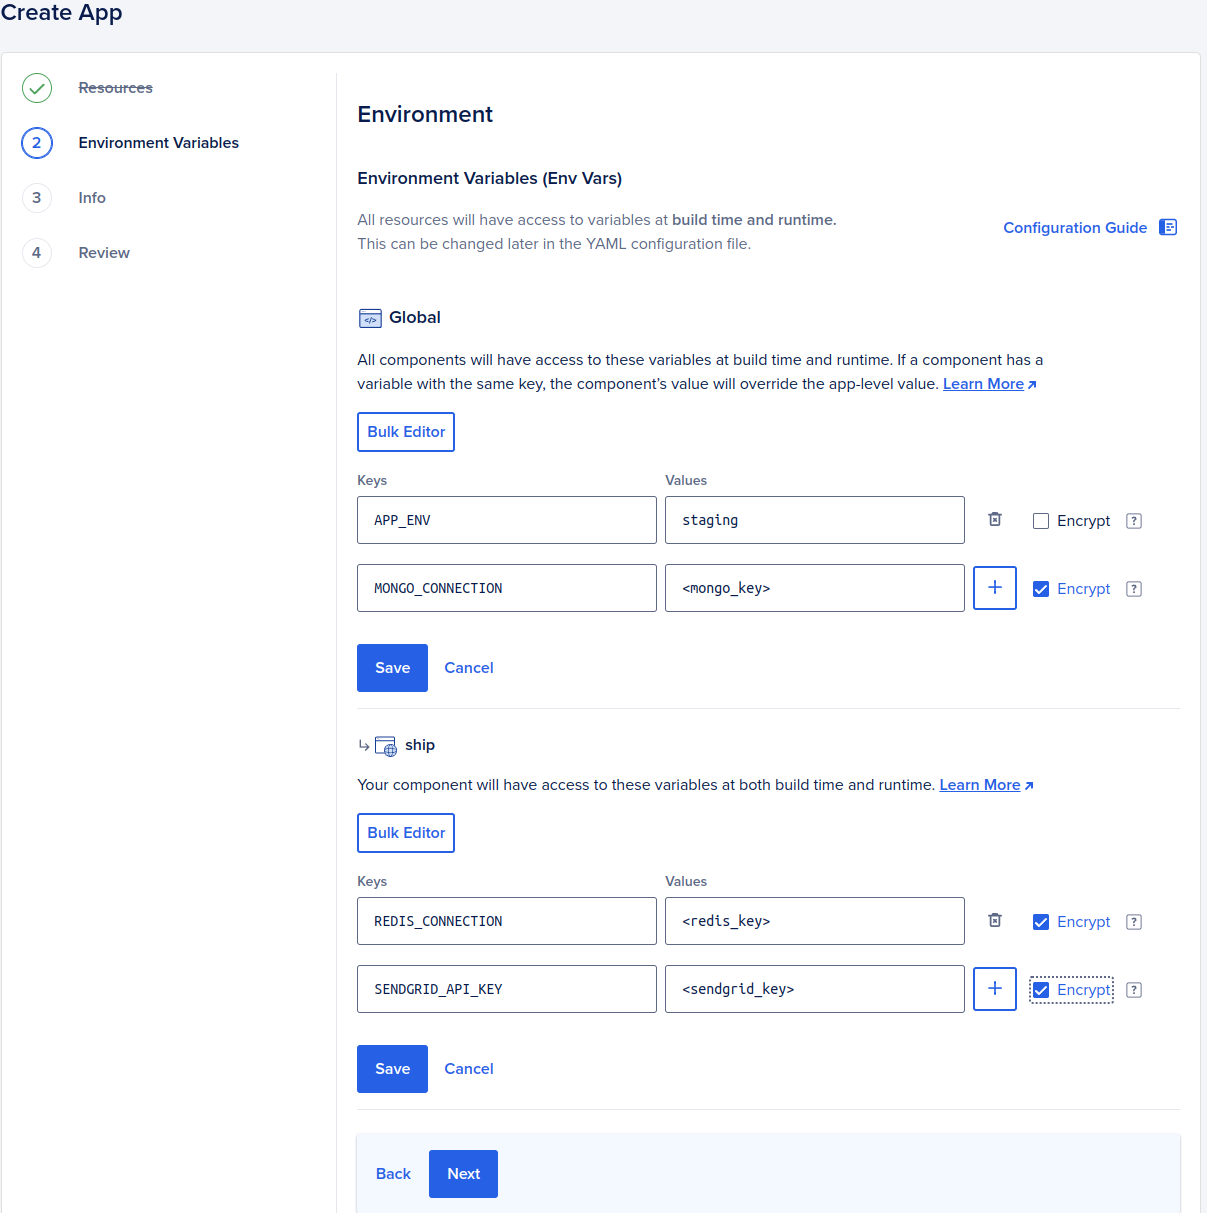 Create App
Resources
2 Environment Variables
3 Info
4 Review
Environment
Environment Variables (Env Vars)
All resources will have access to variables at build time and runtime.
This can be changed later in the YAML configuration file.
Configuration Guide
</> Global
All components will have access to these variables at build time and runtime. If a component has a
variable with the same key, the component's value will override the app-level value. Learn More
Bulk Editor
Keys Values
APP_ENV staging Encrypt ?
MONGO_CONNECTION <mongo_key> + Encrypt ?
Save Cancel
ship
Your component will have access to these variables at both build time and runtime. Learn More
Bulk Editor
Keys Values
REDIS_CONNECTION <redis_key> Encrypt ?
SENDGRID_API_KEY <sendgrid_key> + Encrypt ?
Save Cancel
Back Next